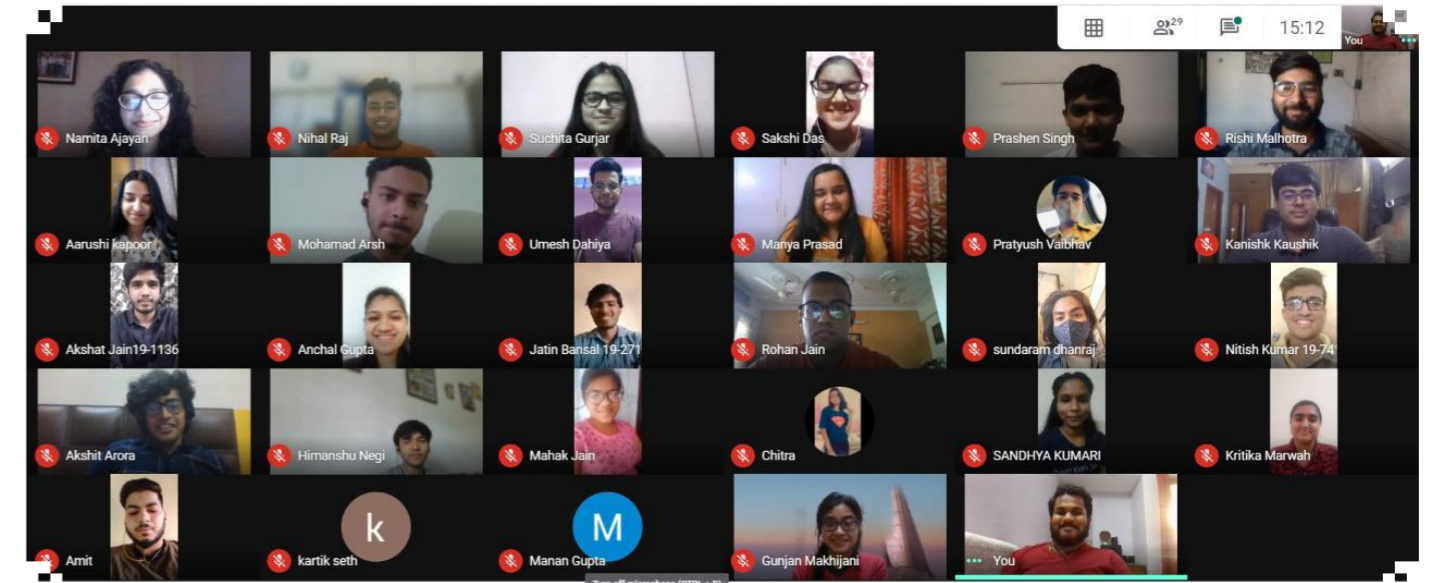 29
15:12
You
Namita Ajayan
Nihal Raj
Suchita Gurjar
Sakshi Das
Prashen Singh
Rishi Malhotra
Aarushi kapoor
Mohamad Arsh
Umesh Dahiya
Manya Prasad
Pratyush Vaibhav
Kanishk Kaushik
Akshat Jain19-1136
Anchal Gupta
Jatin Bansal 19-271
Rohan Jain
sundaram dhanraj
Nitish Kumar 19-74
Akshit Arora
Himanshu Negi
Mahak Jain
Chitra
SANDHYA KUMARI
Kritika Marwah
Amit
k
kartik seth
M
Manan Gupta
Gunjan Makhijani
You